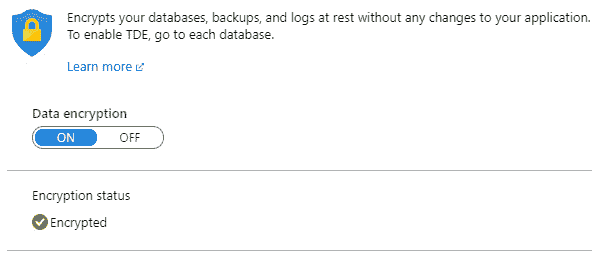 Encrypts your databases, backups, and logs at rest without any changes to your application.
To enable TDE, go to each database.
Learn more
Data encryption
ON OFF
Encryption status
Encrypted